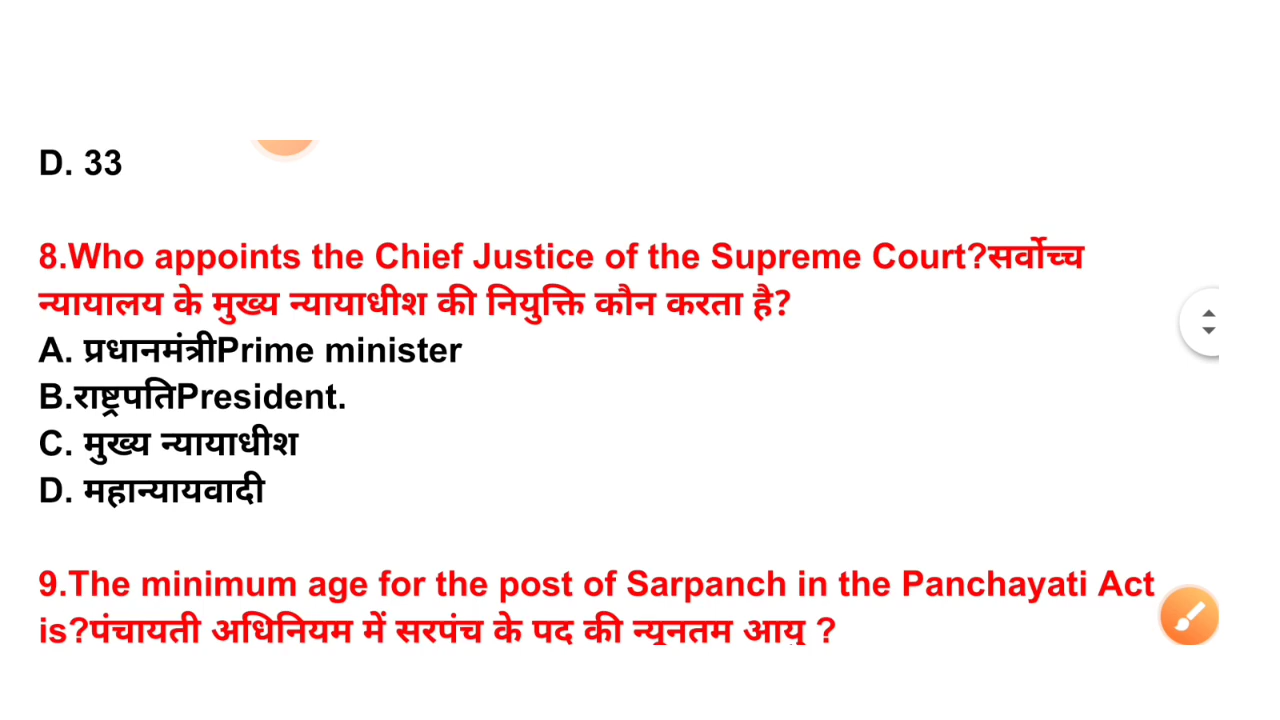 D. 33
8.Who appoints the Chief Justice of the Supreme Court?सर्वोच्च
न्यायालय के मुख्य न्यायाधीश की नियुक्ति कौन करता है?
A. प्रधानमंत्रीPrime minister
B.राष्ट्रपतिPresident.
C. मुख्य न्यायाधीश
D. महान्यायवादी
9.The minimum age for the post of Sarpanch in the Panchayati Act
is?पंचायती अधिनियम में सरपंच के पद की न्यूनतम आयु ?